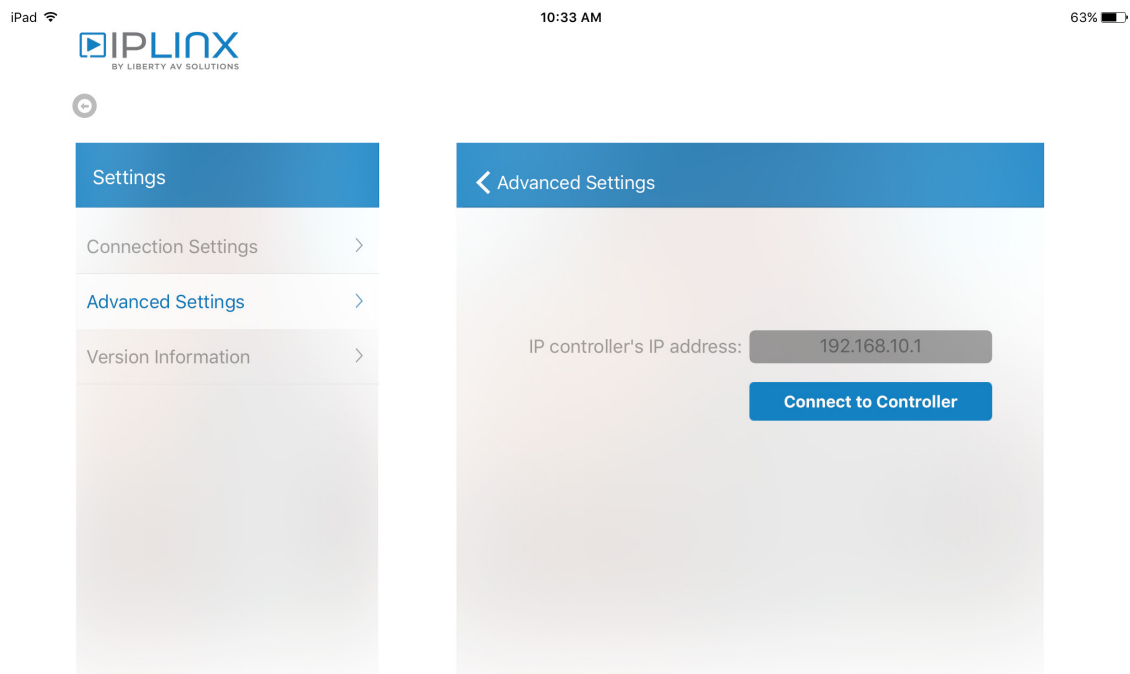 iPad 10:33 AM 63%
IPLINX
BY LIBERTY AV SOLUTIONS
Settings
Connection Settings
Advanced Settings
Version Information
Advanced Settings
IP controller's IP address: 192.168.10.1
Connect to Controller